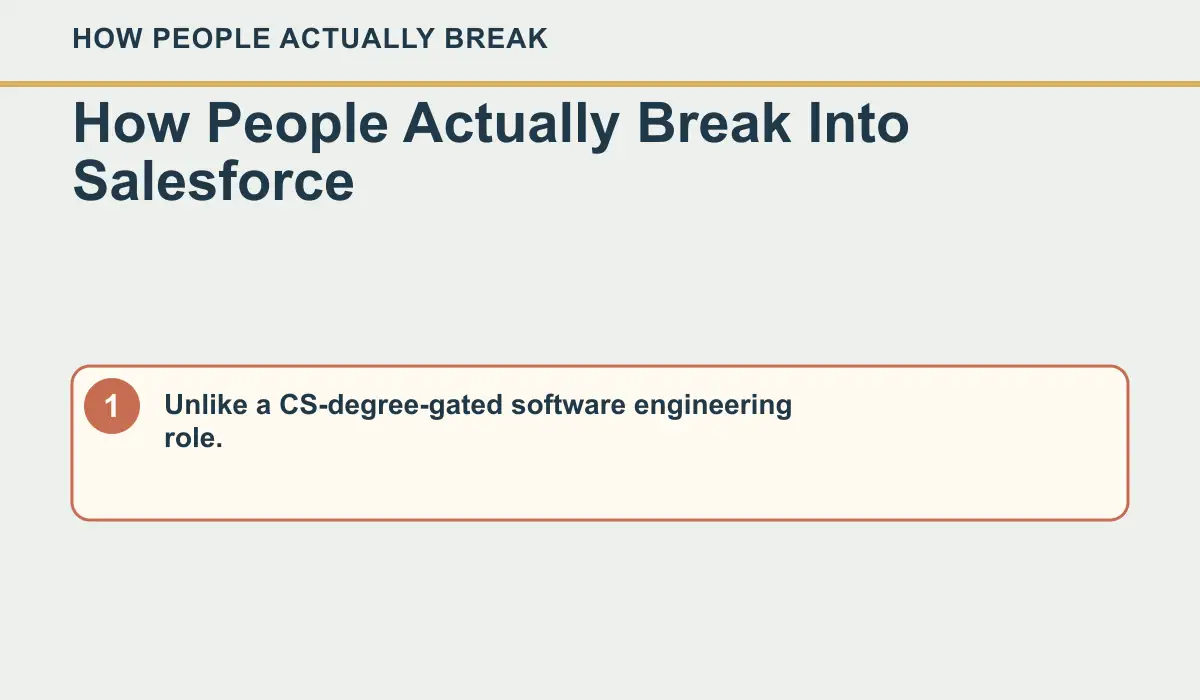 HOW PEOPLE ACTUALLY BREAK
How People Actually Break Into
Salesforce
1
Unlike a CS-degree-gated software engineering
role.